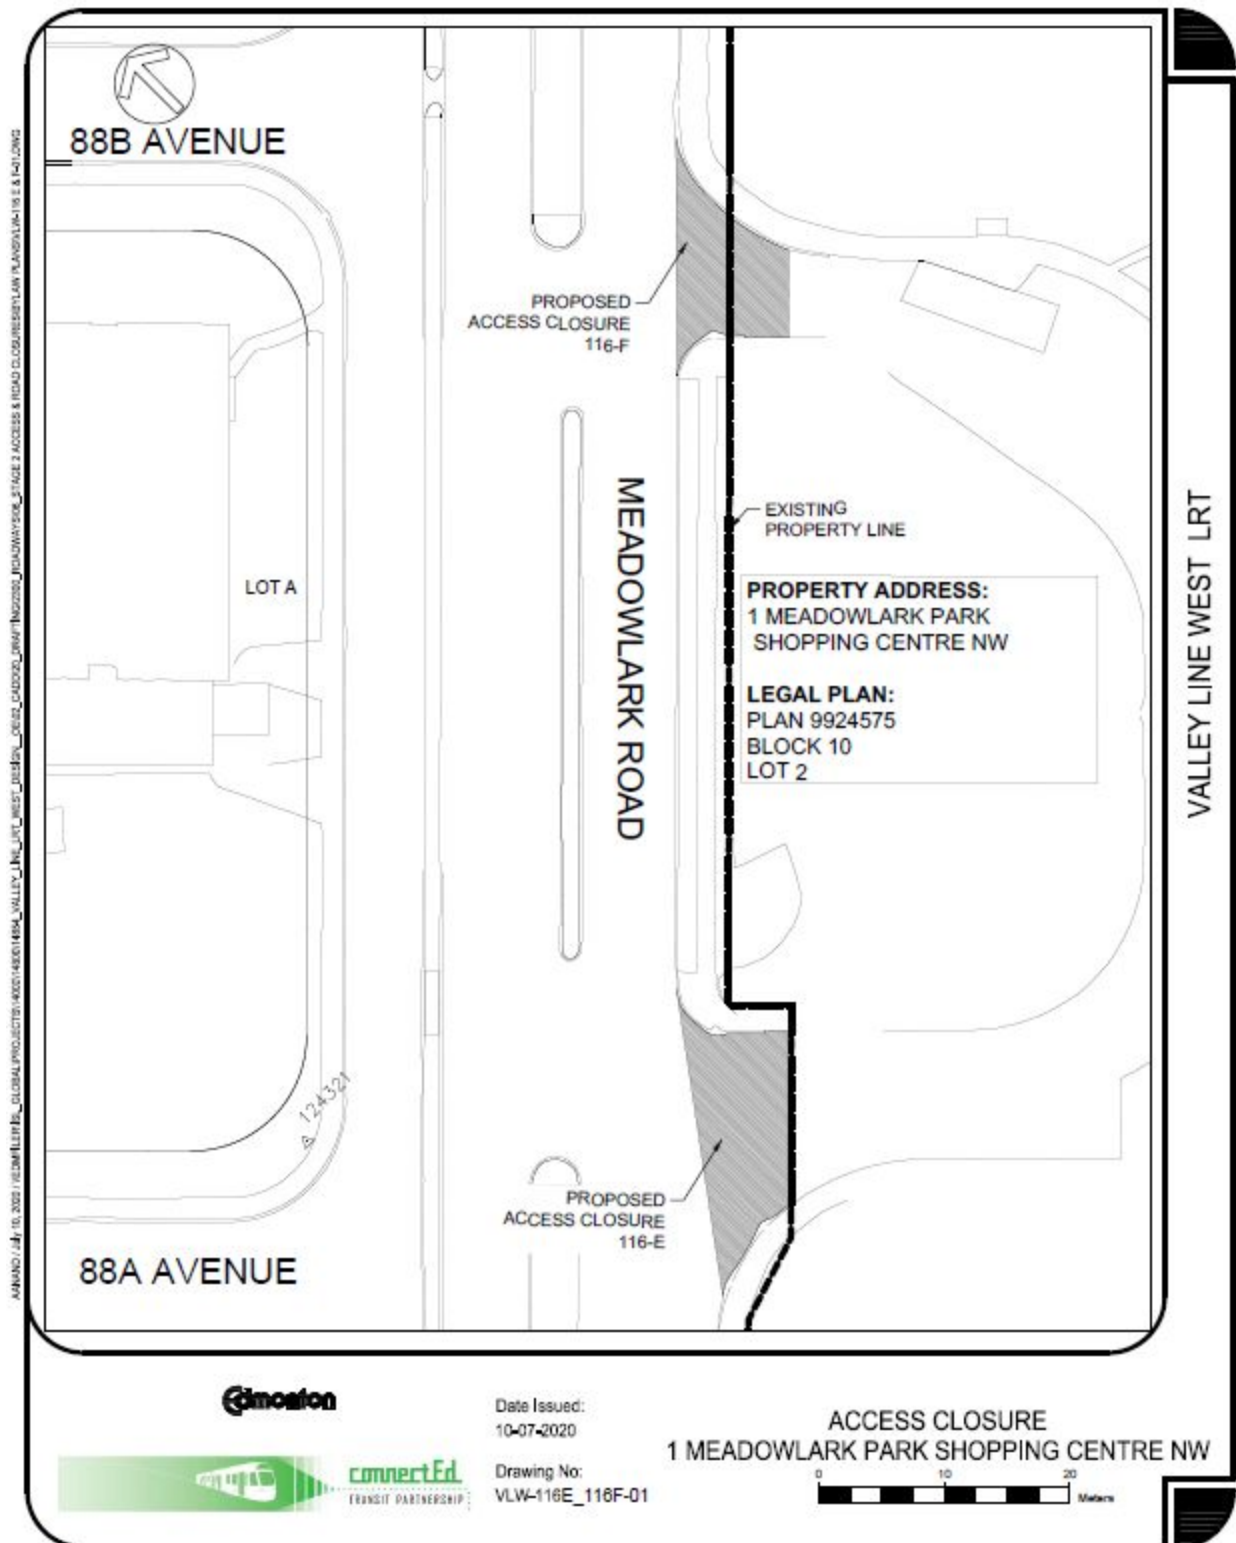 88B AVENUE
PROPOSED
ACCESS CLOSURE
116-F
MEADOWLARK ROAD
EXISTING
PROPERTY LINE
LOT A
PROPERTY ADDRESS:
1 MEADOWLARK PARK
SHOPPING CENTRE NW
LEGAL PLAN:
PLAN 9924575
BLOCK 10
LOT 2
VALLEY LINE WEST LRT
124321
PROPOSED
ACCESS CLOSURE
116-E
88A AVENUE
Edmonton
connectEd
TRANSIT PARTNERSHIP
Date Issued:
10-07-2020
Drawing No:
VLW-116E_116F-01
ACCESS CLOSURE
1 MEADOWLARK PARK SHOPPING CENTRE NW
0 10 20
Meters